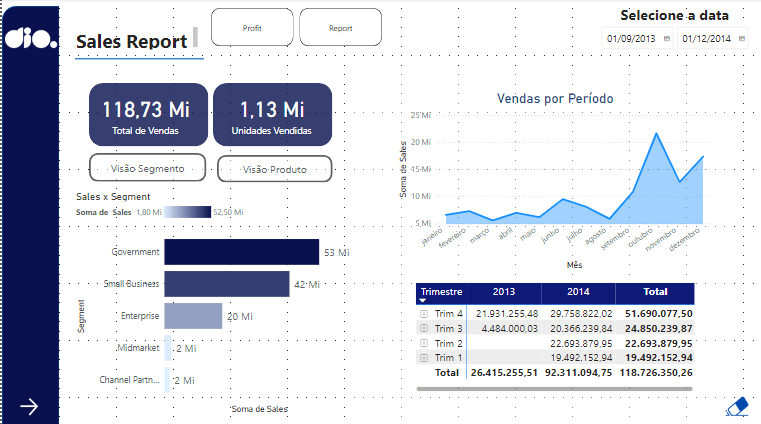 dio.
Sales Report
Profit
Report
Selecione a data
01/09/2013
01/12/2014
118,73 Mi
Total de Vendas
1,13 Mi
Unidades Vendidas
Visão Segmento
Visão Produto
Sales x Segment
Soma de Sales 1,80 Mi 52,50 Mi
Segment
Government 53 Mi
Small Business 42 Mi
Enterprise 20 Mi
Midmarket 2 Mi
Channel Partn... 2 Mi
Soma de Sales
Vendas por Período
Soma de Sales
25 Mi
20 Mi
15 Mi
10 Mi
5 Mi
janeiro fevereiro março abril maio junho julho agosto setembro outubro novembro dezembro
Mês
Trimestre 2013 2014 Total
Trim 4 21.931.255,48 29.758.822,02 51.690.077,50
Trim 3 4.484.000,03 20.366.239,84 24.850.239,87
Trim 2 22.693.879,95 22.693.879,95
Trim 1 19.492.152,94 19.492.152,94
Total 26.415.255,51 92.311.094,75 118.726.350,26